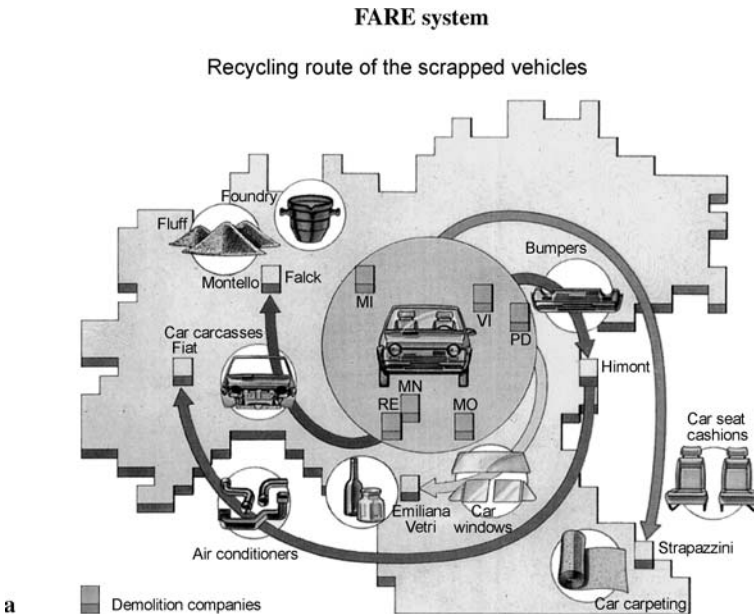 FARE system
Recycling route of the scrapped vehicles
Foundry
Fluff
Montello
Falck
MI
VI
PD
Bumpers
Car carcasses
Fiat
Himont
MN
RE
MO
Car seat
cashions
Emiliana
Vetri
Car
windows
Air conditioners
Strapazzini
Car carpeting
a
Demolition companies